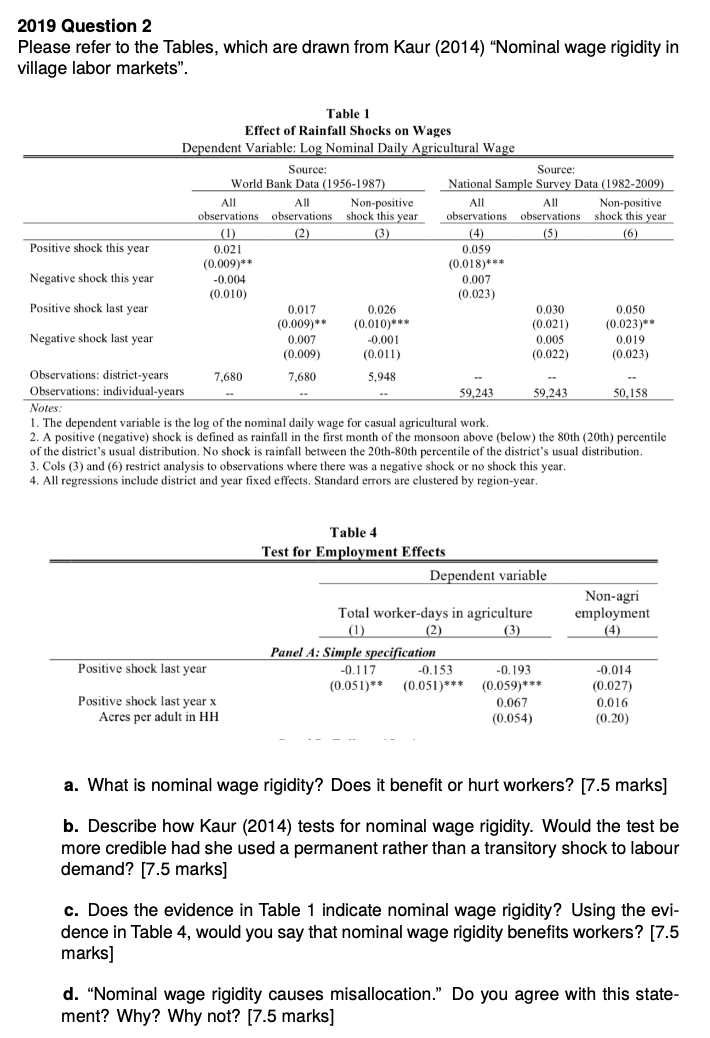 2019 Question 2
Please refer to the Tables, which are drawn from Kaur (2014) “Nominal wage rigidity in
village labor markets”.
Table 1
Effect of Rainfall Shocks on Wages
Dependent Variable: Log Nominal Daily Agricultural Wage
Source: Source:
World Bank Data (1956-1987) National Sample Survey Data (1982-2009)
All All Non-positive All All Non-positive
observations observations shock this year observations observations shock this year
(1) (2) (3) (4) (5) (6)
Positive shock this year 0.021 0.059
(0.009)** (0.018)***
Negative shock this year -0.004 0.007
(0.010) (0.023)
Positive shock last year 0.017 0.026 0.030 0.050
(0.009)** (0.010)*** (0.021) (0.023)**
Negative shock last year 0.007 -0.001 0.005 0.019
(0.009) (0.011) (0.022) (0.023)
Observations: district-years 7,680 7,680 5,948 -- -- --
Observations: individual-years -- -- -- 59,243 59,243 50,158
Notes:
1. The dependent variable is the log of the nominal daily wage for casual agricultural work.
2. A positive (negative) shock is defined as rainfall in the first month of the monsoon above (below) the 80th (20th) percentile
of the district’s usual distribution. No shock is rainfall between the 20th-80th percentile of the district’s usual distribution.
3. Cols (3) and (6) restrict analysis to observations where there was a negative shock or no shock this year.
4. All regressions include district and year fixed effects. Standard errors are clustered by region-year.
Table 4
Test for Employment Effects
Dependent variable
Non-agri
Total worker-days in agriculture employment
(1) (2) (3) (4)
Panel A: Simple specification
Positive shock last year -0.117 -0.153 -0.193 -0.014
(0.051)** (0.051)*** (0.059)*** (0.027)
Positive shock last year x 0.067 0.016
Acres per adult in HH (0.054) (0.20)
a. What is nominal wage rigidity? Does it benefit or hurt workers? [7.5 marks]
b. Describe how Kaur (2014) tests for nominal wage rigidity. Would the test be
more credible had she used a permanent rather than a transitory shock to labour
demand? [7.5 marks]
c. Does the evidence in Table 1 indicate nominal wage rigidity? Using the evi-
dence in Table 4, would you say that nominal wage rigidity benefits workers? [7.5
marks]
d. “Nominal wage rigidity causes misallocation.” Do you agree with this state-
ment? Why? Why not? [7.5 marks]